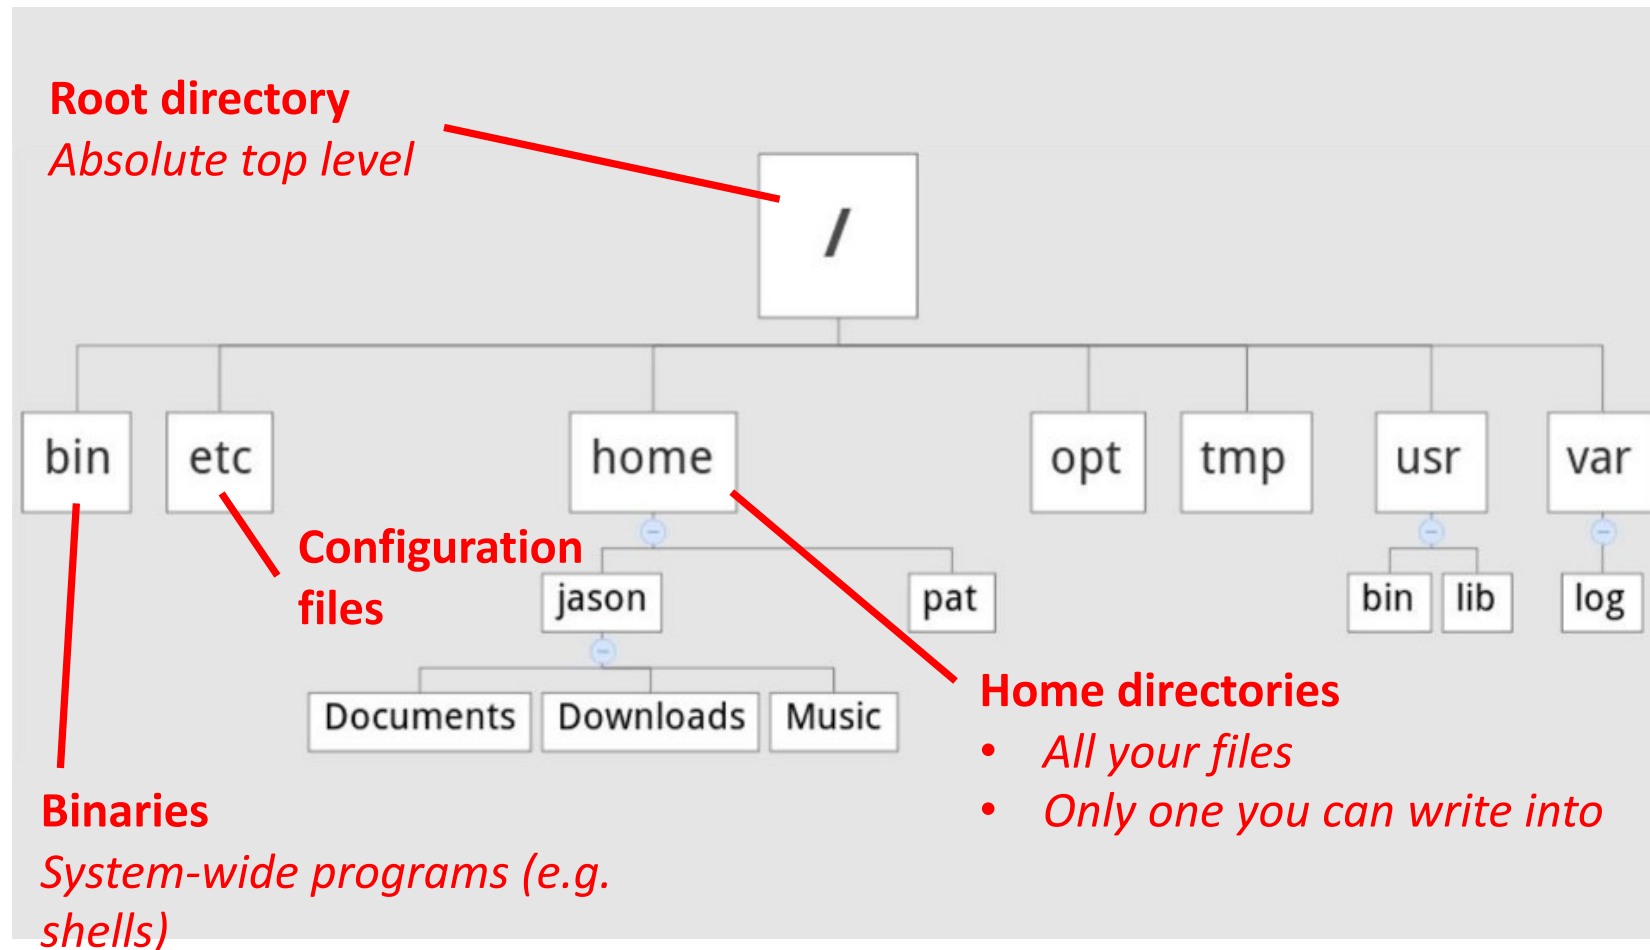 Root directory
Absolute top level
/
bin
etc
home
opt
tmp
usr
var
Configuration
files
jason
pat
bin
lib
log
Documents
Downloads
Music
Home directories
• All your files
• Only one you can write into
Binaries
System-wide programs (e.g.
shells)